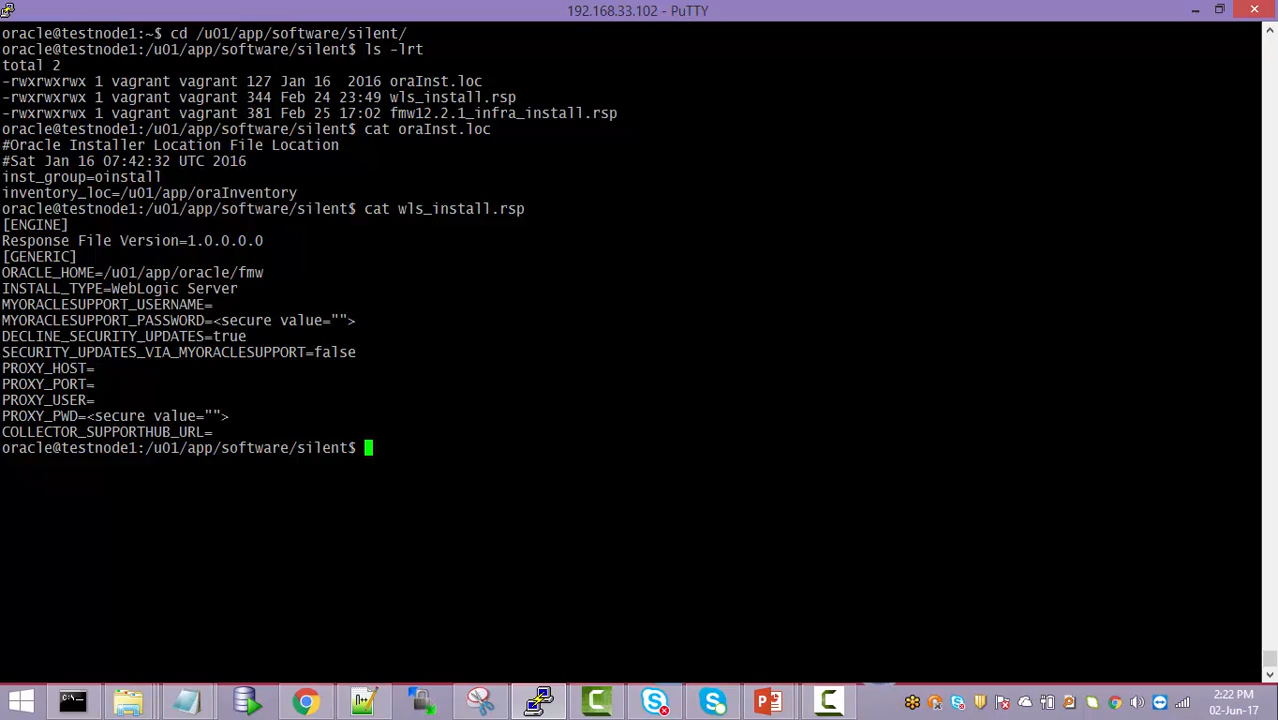 192.168.33.102 - PuTTY
oracle@testnode1:~$ cd /u01/app/software/silent/
oracle@testnode1:/u01/app/software/silent$ ls -lrt
total 2
-rwxrwxrwx 1 vagrant vagrant 127 Jan 16  2016 oraInst.loc
-rwxrwxrwx 1 vagrant vagrant 344 Feb 24 23:49 wls_install.rsp
-rwxrwxrwx 1 vagrant vagrant 381 Feb 25 17:02 fmw12.2.1_infra_install.rsp
oracle@testnode1:/u01/app/software/silent$ cat oraInst.loc
#Oracle Installer Location File Location
#Sat Jan 16 07:42:32 UTC 2016
inst_group=oinstall
inventory_loc=/u01/app/oraInventory
oracle@testnode1:/u01/app/software/silent$ cat wls_install.rsp
[ENGINE]
Response File Version=1.0.0.0.0
[GENERIC]
ORACLE_HOME=/u01/app/oracle/fmw
INSTALL_TYPE=WebLogic Server
MYORACLESUPPORT_USERNAME=
MYORACLESUPPORT_PASSWORD=<secure value="">
DECLINE_SECURITY_UPDATES=true
SECURITY_UPDATES_VIA_MYORACLESUPPORT=false
PROXY_HOST=
PROXY_PORT=
PROXY_USER=
PROXY_PWD=<secure value="">
COLLECTOR_SUPPORTHUB_URL=
oracle@testnode1:/u01/app/software/silent$
2:22 PM
02-Jun-17